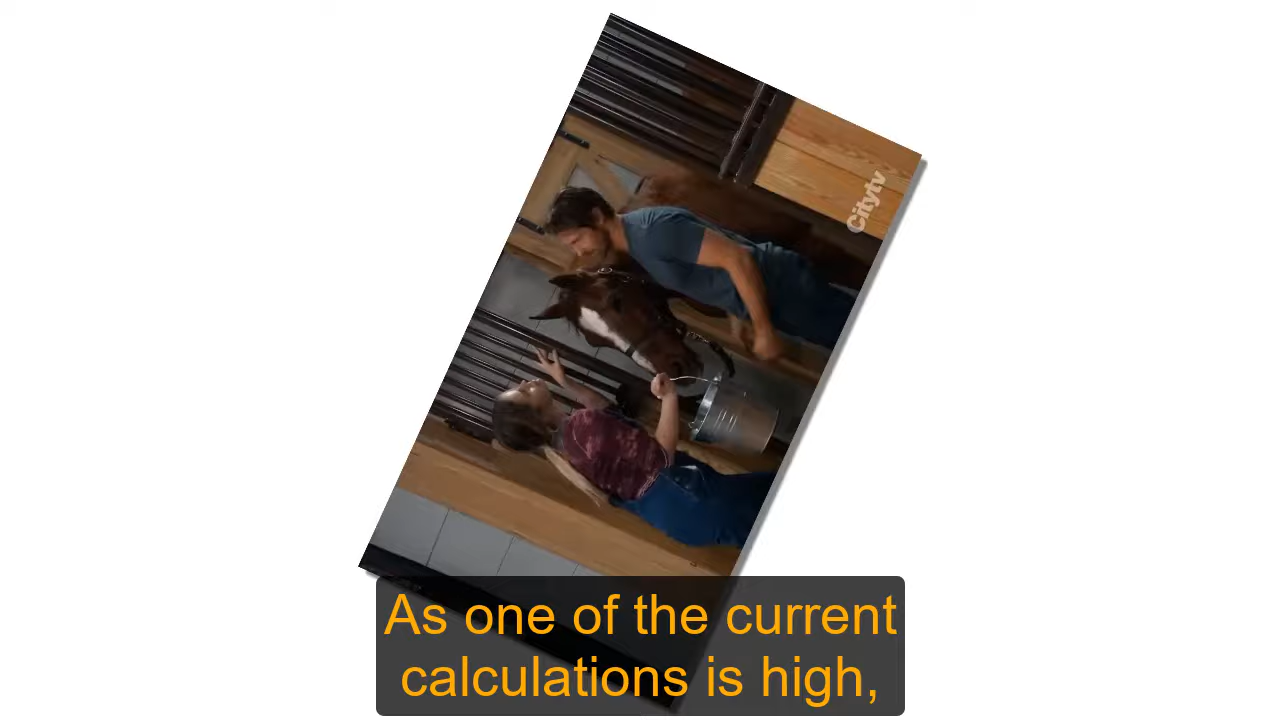 Citytv
As one of the current
calculations is high,